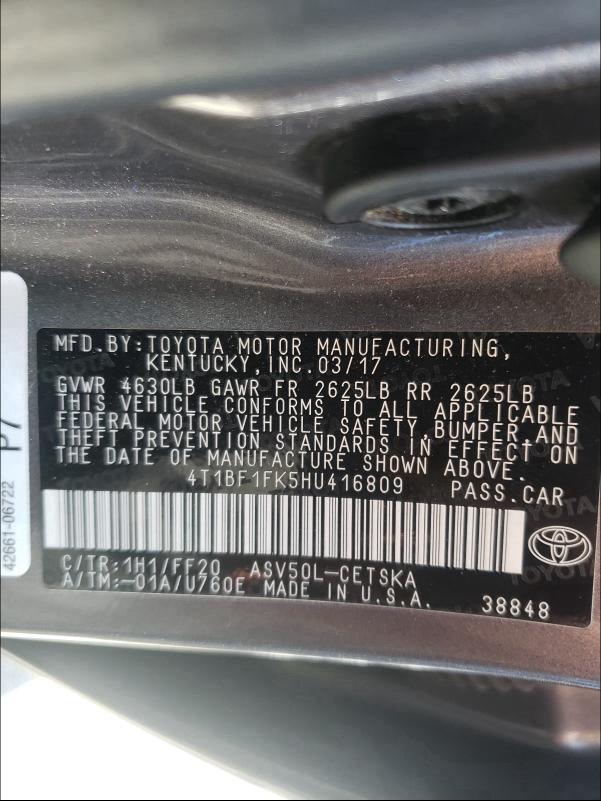 MFD.BY:TOYOTA MOTOR MANUFACTURING,
KENTUCKY,INC.03/17
GVWR 4630LB GAWR FR 2625LB RR 2625LB
THIS VEHICLE CONFORMS TO ALL APPLICABLE
FEDERAL MOTOR VEHICLE SAFETY,BUMPER,AND
THEFT PREVENTION STANDARDS IN EFFECT ON
THE DATE OF MANUFACTURE SHOWN ABOVE.
4T1BF1FK5HU416809 PASS.CAR
C/TR:1H1/FF20 ASV50L-CETSKA
A/TM:-01A/U760E MADE IN U.S.A. 38848
42661-06722